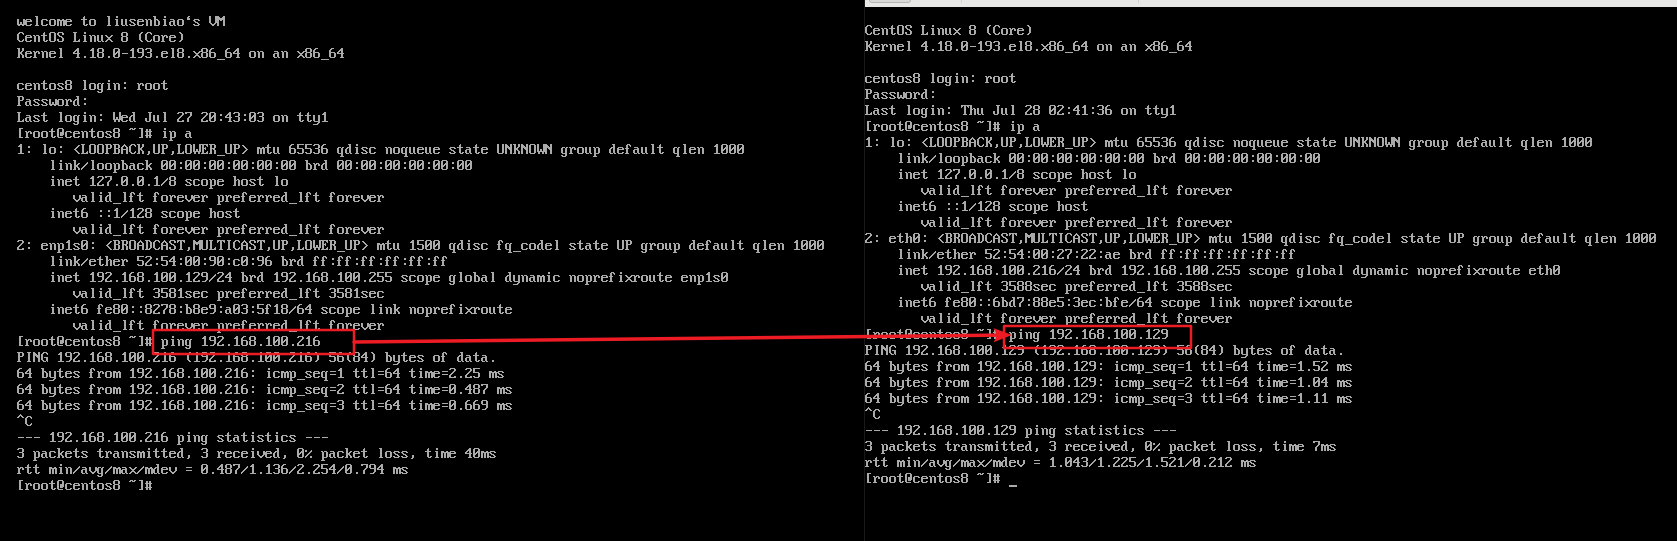 welcome to liusenbiao‘s VM
CentOS Linux 8 (Core)
Kernel 4.18.0-193.el8.x86_64 on an x86_64
centos8 login: root
Password:
Last login: Wed Jul 27 20:43:03 on tty1
[root@centos8 ~]# ip a
1: lo: <LOOPBACK,UP,LOWER_UP> mtu 65536 qdisc noqueue state UNKNOWN group default qlen 1000
link/loopback 00:00:00:00:00:00 brd 00:00:00:00:00:00
inet 127.0.0.1/8 scope host lo
valid_lft forever preferred_lft forever
inet6 ::1/128 scope host
valid_lft forever preferred_lft forever
2: enp1s0: <BROADCAST,MULTICAST,UP,LOWER_UP> mtu 1500 qdisc fq_codel state UP group default qlen 1000
link/ether 52:54:00:90:c0:96 brd ff:ff:ff:ff:ff:ff
inet 192.168.100.129/24 brd 192.168.100.255 scope global dynamic noprefixroute enp1s0
valid_lft 3581sec preferred_lft 3581sec
inet6 fe80::8278:b8e9:a03:5f18/64 scope link noprefixroute
valid_lft forever preferred_lft forever
[root@centos8 ~]# ping 192.168.100.216
PING 192.168.100.216 (192.168.100.216) 56(84) bytes of data.
64 bytes from 192.168.100.216: icmp_seq=1 ttl=64 time=2.25 ms
64 bytes from 192.168.100.216: icmp_seq=2 ttl=64 time=0.487 ms
64 bytes from 192.168.100.216: icmp_seq=3 ttl=64 time=0.669 ms
^C
--- 192.168.100.216 ping statistics ---
3 packets transmitted, 3 received, 0% packet loss, time 40ms
rtt min/avg/max/mdev = 0.487/1.136/2.254/0.794 ms
[root@centos8 ~]#
CentOS Linux 8 (Core)
Kernel 4.18.0-193.el8.x86_64 on an x86_64
centos8 login: root
Password:
Last login: Thu Jul 28 02:41:36 on tty1
[root@centos8 ~]# ip a
1: lo: <LOOPBACK,UP,LOWER_UP> mtu 65536 qdisc noqueue state UNKNOWN group default qlen 1000
link/loopback 00:00:00:00:00:00 brd 00:00:00:00:00:00
inet 127.0.0.1/8 scope host lo
valid_lft forever preferred_lft forever
inet6 ::1/128 scope host
valid_lft forever preferred_lft forever
2: eth0: <BROADCAST,MULTICAST,UP,LOWER_UP> mtu 1500 qdisc fq_codel state UP group default qlen 1000
link/ether 52:54:00:27:22:ae brd ff:ff:ff:ff:ff:ff
inet 192.168.100.216/24 brd 192.168.100.255 scope global dynamic noprefixroute eth0
valid_lft 3588sec preferred_lft 3588sec
inet6 fe80::6bd7:88e5:3ec:bfe/64 scope link noprefixroute
valid_lft forever preferred_lft forever
[root@centos8 ~]# ping 192.168.100.129
PING 192.168.100.129 (192.168.100.129) 56(84) bytes of data.
64 bytes from 192.168.100.129: icmp_seq=1 ttl=64 time=1.52 ms
64 bytes from 192.168.100.129: icmp_seq=2 ttl=64 time=1.04 ms
64 bytes from 192.168.100.129: icmp_seq=3 ttl=64 time=1.11 ms
^C
--- 192.168.100.129 ping statistics ---
3 packets transmitted, 3 received, 0% packet loss, time 7ms
rtt min/avg/max/mdev = 1.043/1.225/1.521/0.212 ms
[root@centos8 ~]# _